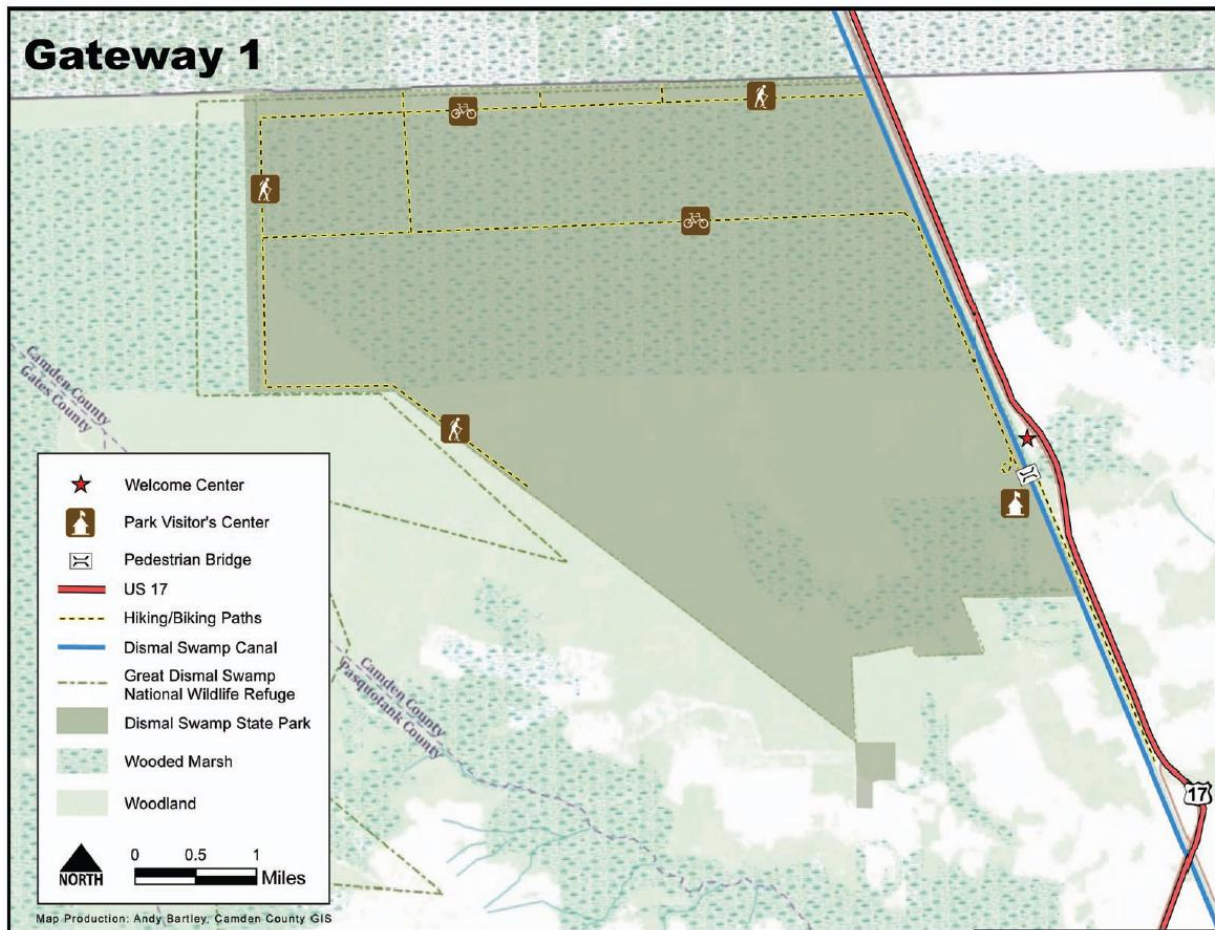 Gateway 1
Camden County
Gates County
Welcome Center
Park Visitor's Center
Pedestrian Bridge
US 17
Hiking/Biking Paths
Dismal Swamp Canal
Great Dismal Swamp
National Wildlife Refuge
Dismal Swamp State Park
Wooded Marsh
Woodland
NORTH
0 0.5 1
Miles
Camden County
Pasquotank County
17
Map Production: Andy Bartley, Camden County GIS